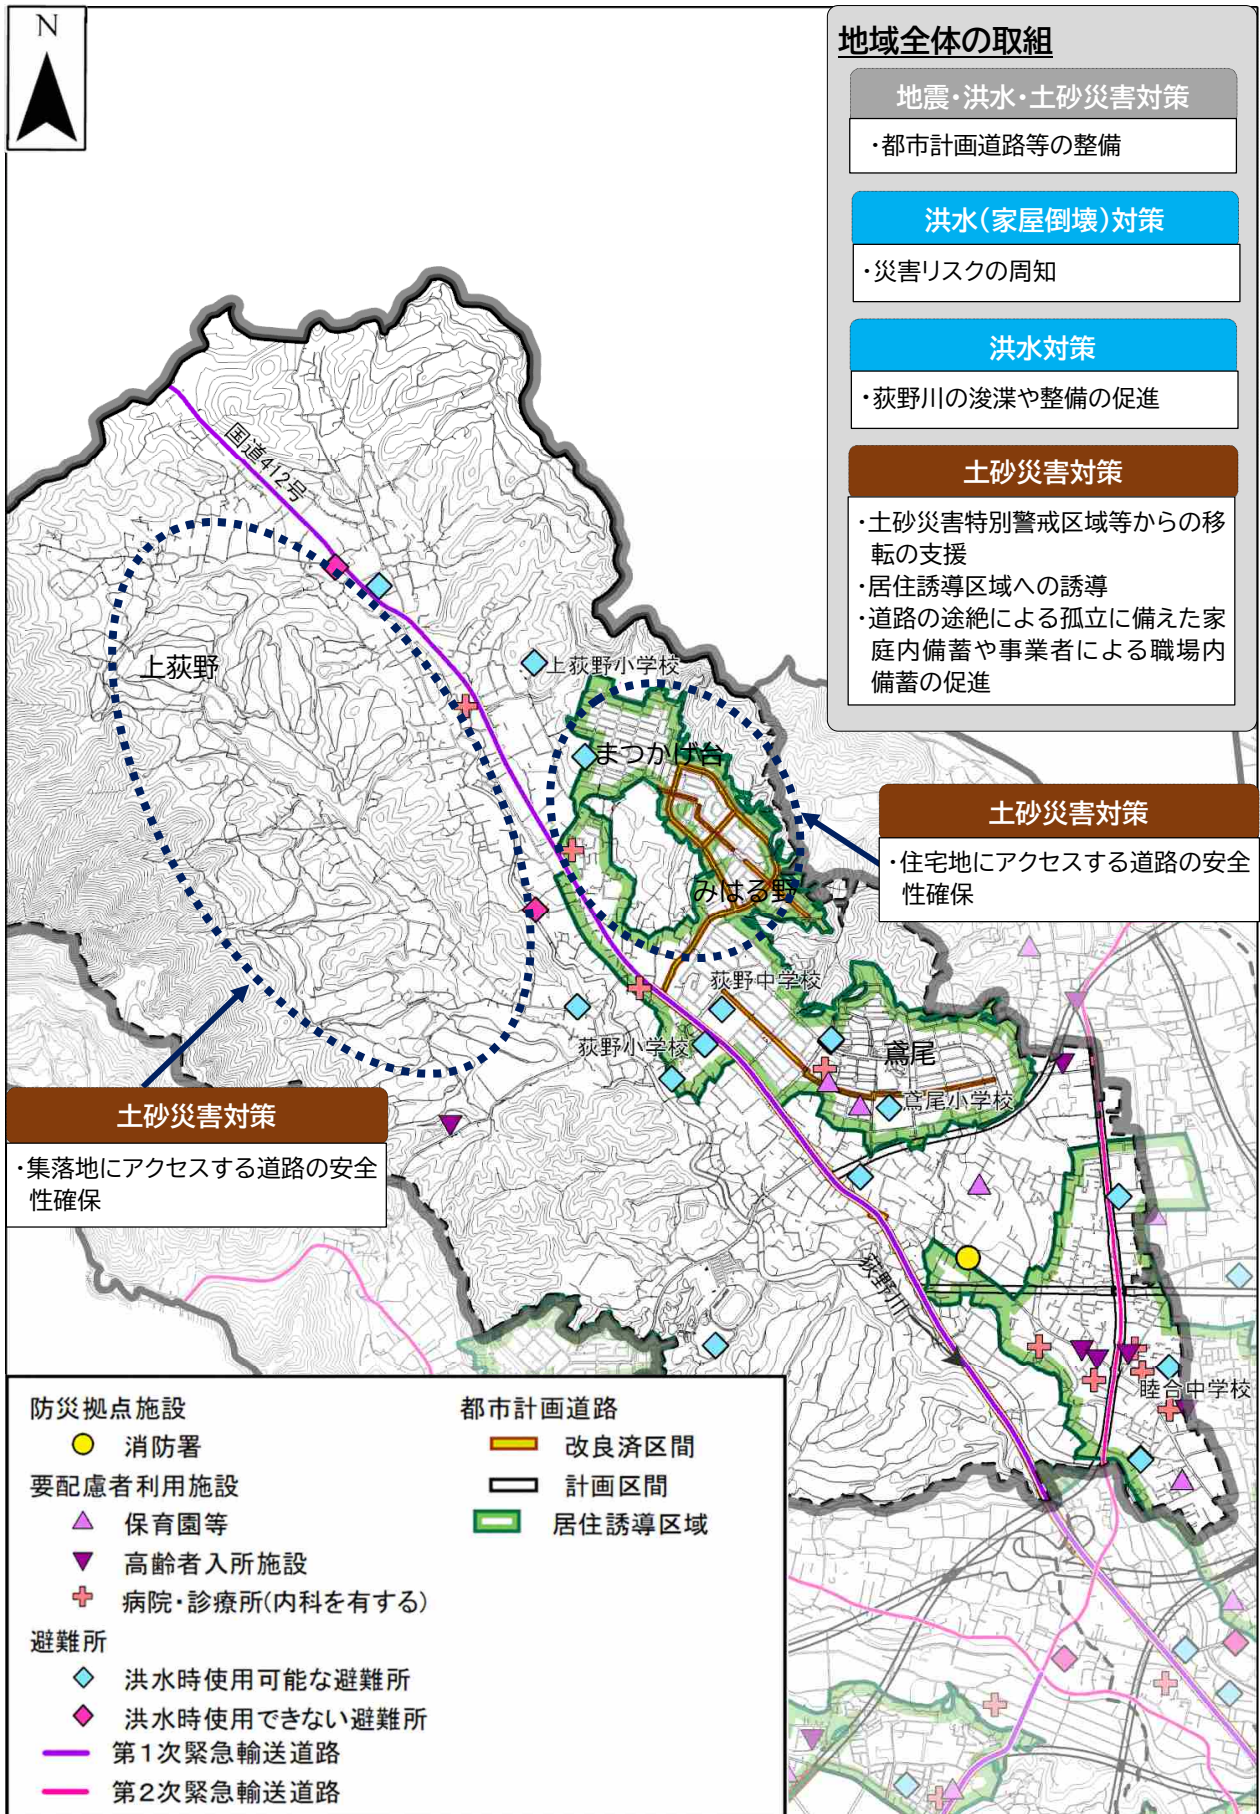 N
地域全体の取組
地震・洪水・土砂災害対策
・都市計画道路等の整備
洪水(家屋倒壊)対策
・災害リスクの周知
洪水対策
・荻野川の浚渫や整備の促進
土砂災害対策
・土砂災害特別警戒区域等からの移
転の支援
・居住誘導区域への誘導
・道路の途絶による孤立に備えた家
庭内備蓄や事業者による職場内
備蓄の促進
国道412号
上荻野
上荻野小学校
まつかげ台
土砂災害対策
・住宅地にアクセスする道路の安全
性確保
みはる野
荻野中学校
荻野小学校
鳶尾
鳶尾小学校
土砂災害対策
・集落地にアクセスする道路の安全
性確保
荻野川
睦合中学校
防災拠点施設
消防署
要配慮者利用施設
保育園等
高齢者入所施設
病院・診療所(内科を有する)
避難所
洪水時使用可能な避難所
洪水時使用できない避難所
第1次緊急輸送道路
第2次緊急輸送道路
都市計画道路
改良済区間
計画区間
居住誘導区域